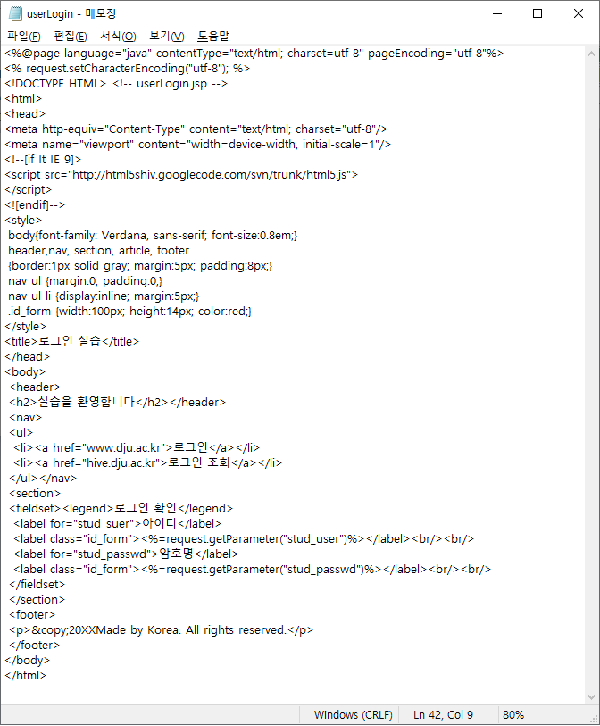 userLogin - 메모장
파일(F) 편집(E) 서식(O) 보기(V) 도움말
<%@page language="java" contentType="text/html; charset=utf-8" pageEncoding="utf-8"%>
<% request.setCharacterEncoding("utf-8"); %>
<!DOCTYPE HTML> <!-- userLogin.jsp -->
<html>
<head>
<meta http-equiv="Content-Type" content="text/html; charset="utf-8"/>
<meta name="viewport" content="width=device-width, initial-scale=1"/>
<!--[if lt IE 9]>
<script src="http://html5shiv.googlecode.com/svn/trunk/html5.js">
</script>
<![endif]-->
<style>
body{font-family: Verdana, sans-serif; font-size:0.8em;}
header,nav, section, article, footer
{border:1px solid gray; margin:5px; padding:8px;}
nav ul {margin:0, padding:0,}
nav ul li {display:inline; margin:5px;}
.id_form {width:100px; height:14px; color:red;}
</style>
<title>로그인 실습</title>
</head>
<body>
<header>
<h2>실습을 환영합니다</h2></header>
<nav>
<ul>
<li><a href="www.dju.ac.kr">로그인</a></li>
<li><a href="hive.dju.ac.kr">로그인 조회</a></li>
</ul></nav>
<section>
<fieldset><legend>로그인 확인</legend>
<label for="stud_suer">아이디</label>
<label class="id_form"><%=request.getParameter("stud_user")%></label><br/><br/>
<label for="stud_passwd">암호명</label>
<label class="id_form"><%=request.getParameter("stud_passwd")%></label><br/><br/>
</fieldset>
</section>
<footer>
<p>&copy;20XXMade by Korea. All rights reserved.</p>
</footer>
</body>
</html>
Windows (CRLF) Ln 42, Col 9 80%